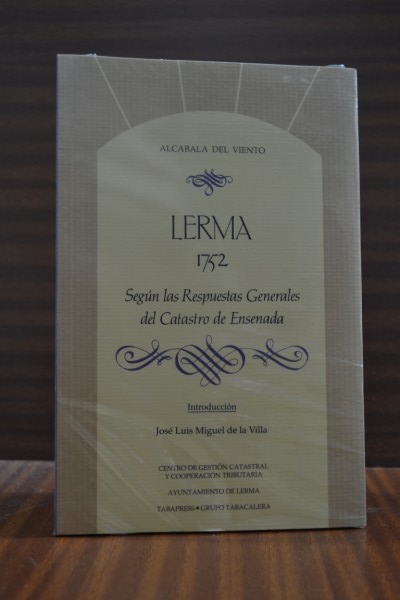 ALCABALA DEL VIENTO
LERMA
1752
Según las Respuestas Generales
del Catastro de Ensenada
Introducción
José Luis Miguel de la Villa
CENTRO DE GESTIÓN CATASTRAL
Y COOPERACIÓN TRIBUTARIA
AYUNTAMIENTO DE LERMA
TABAPRESS • GRUPO TABACALERA